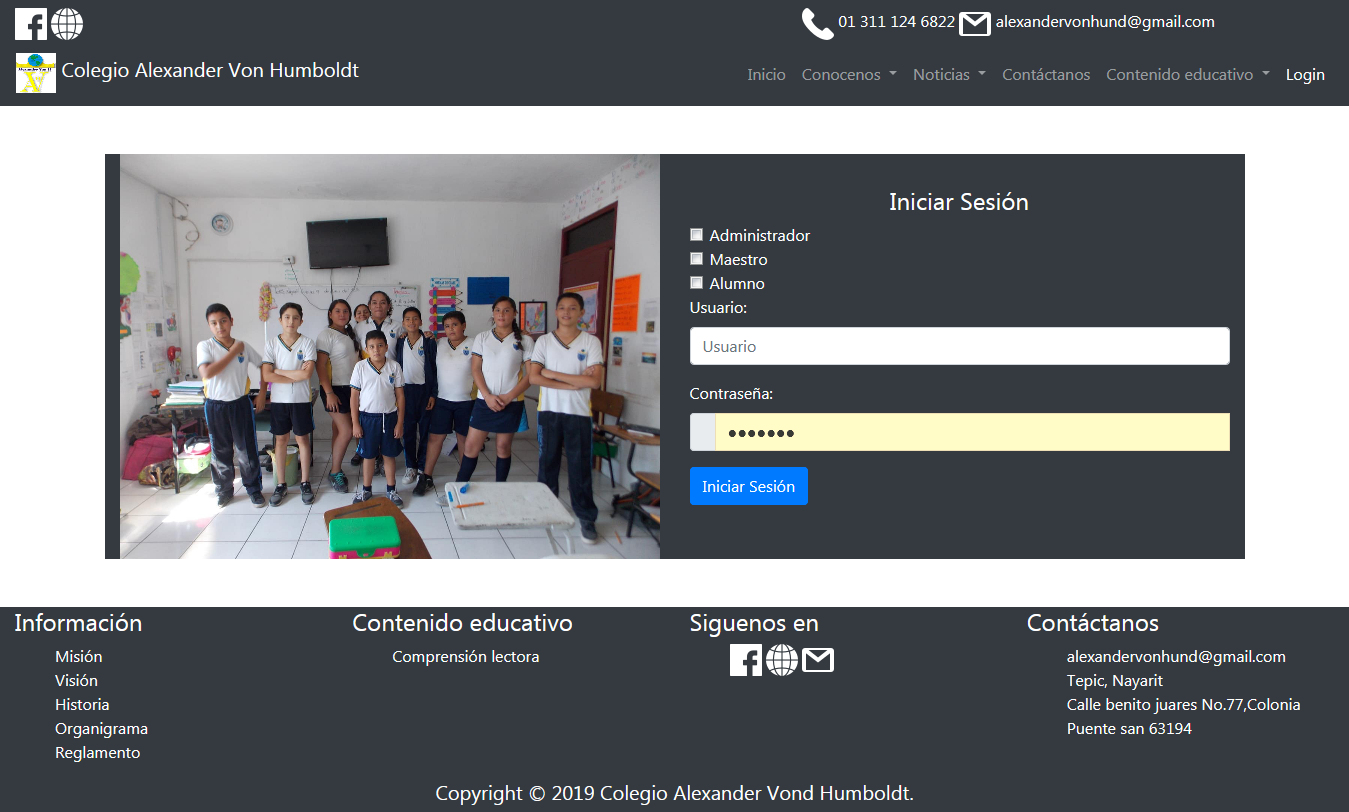 01 311 124 6822 alexandervonhund@gmail.com
Colegio Alexander Von Humboldt
Inicio Conocenos Noticias Contáctanos Contenido educativo Login
Iniciar Sesión
Administrador
Maestro
Alumno
Usuario:
Usuario
Contraseña:
•••••••
Iniciar Sesión
Información
Misión
Visión
Historia
Organigrama
Reglamento
Contenido educativo
Comprensión lectora
Siguenos en
Contáctanos
alexandervonhund@gmail.com
Tepic, Nayarit
Calle benito juares No.77,Colonia
Puente san 63194
Copyright © 2019 Colegio Alexander Vond Humboldt.